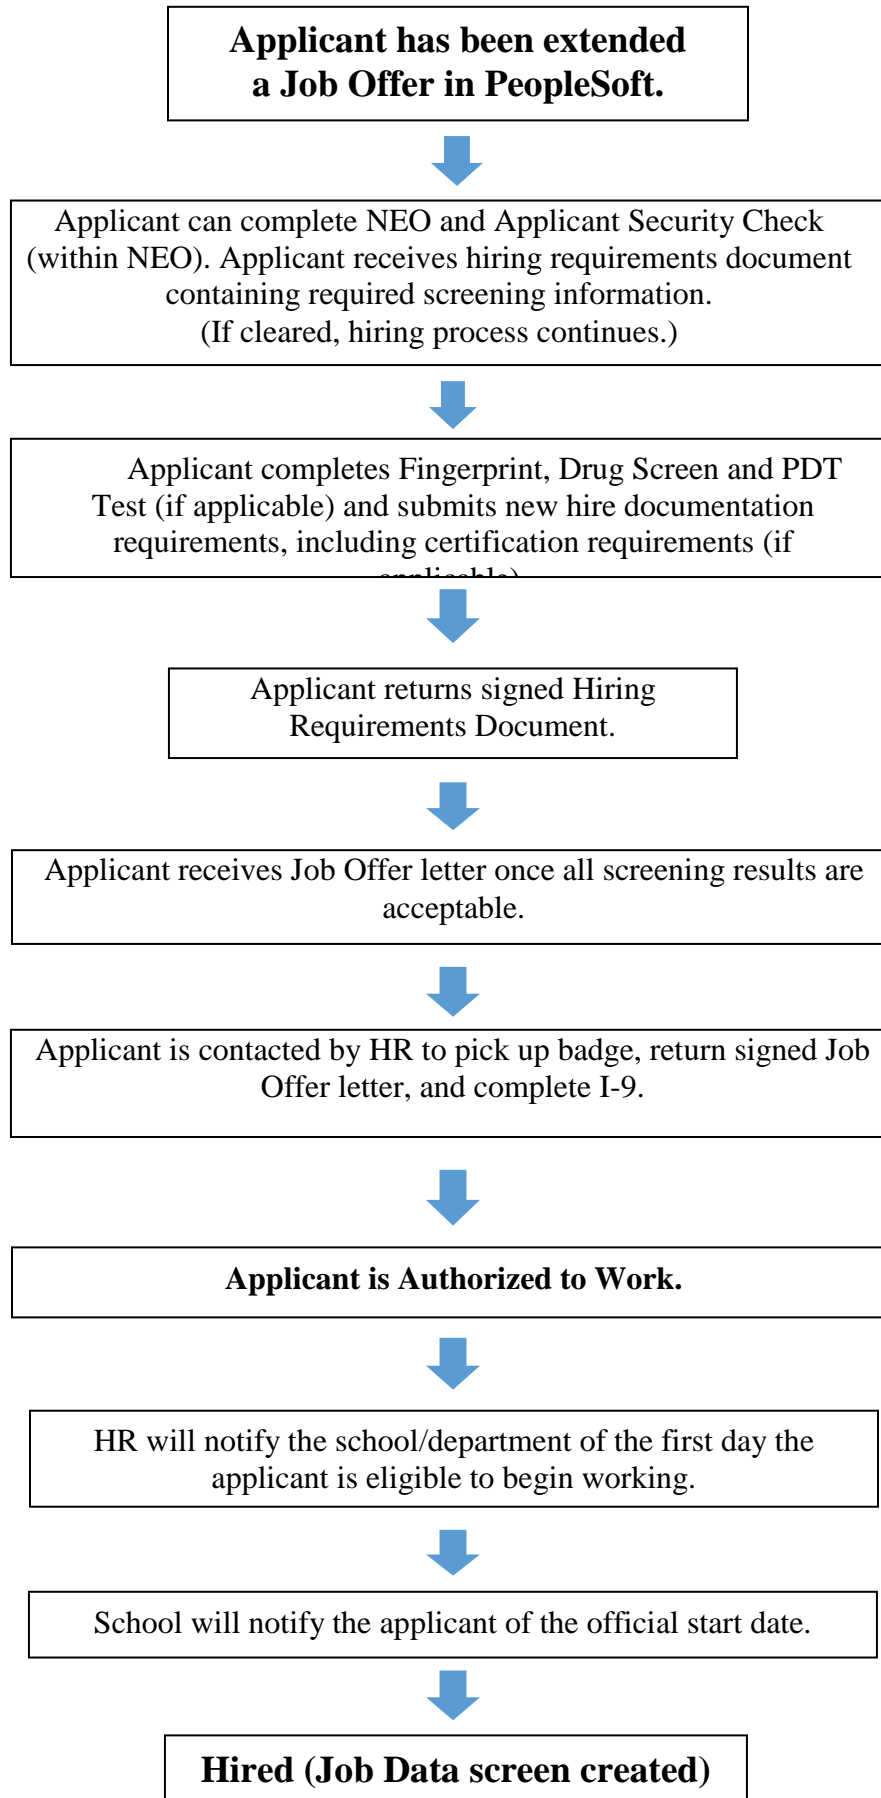 Applicant has been extended
a Job Offer in PeopleSoft.
Applicant can complete NEO and Applicant Security Check
(within NEO). Applicant receives hiring requirements document
containing required screening information.
(If cleared, hiring process continues.)
Applicant completes Fingerprint, Drug Screen and PDT
Test (if applicable) and submits new hire documentation
requirements, including certification requirements (if
applicable)
Applicant returns signed Hiring
Requirements Document.
Applicant receives Job Offer letter once all screening results are
acceptable.
Applicant is contacted by HR to pick up badge, return signed Job
Offer letter, and complete I-9.
Applicant is Authorized to Work.
HR will notify the school/department of the first day the
applicant is eligible to begin working.
School will notify the applicant of the official start date.
Hired (Job Data screen created)